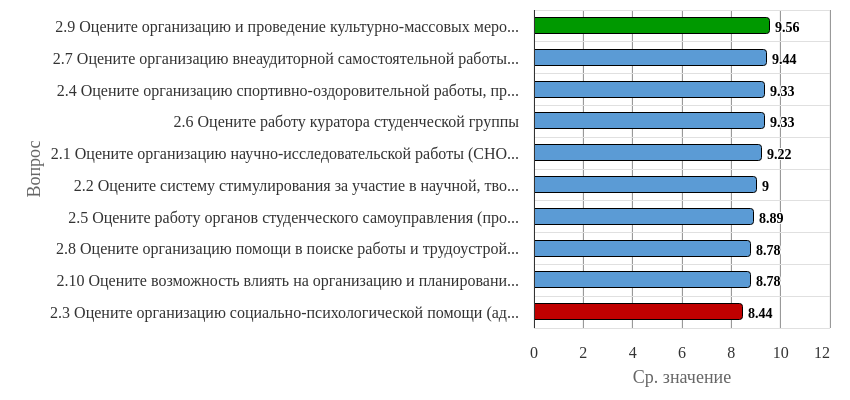 2.9 Оцените организацию и проведение культурно-массовых меро... 9.56
2.7 Оцените организацию внеаудиторной самостоятельной работы... 9.44
2.4 Оцените организацию спортивно-оздоровительной работы, пр... 9.33
2.6 Оцените работу куратора студенческой группы 9.33
2.1 Оцените организацию научно-исследовательской работы (СНО... 9.22
2.2 Оцените систему стимулирования за участие в научной, тво... 9
2.5 Оцените работу органов студенческого самоуправления (про... 8.89
2.8 Оцените организацию помощи в поиске работы и трудоустрой... 8.78
2.10 Оцените возможность влиять на организацию и планировани... 8.78
2.3 Оцените организацию социально-психологической помощи (ад... 8.44
Вопрос
0 2 4 6 8 10 12
Ср. значение